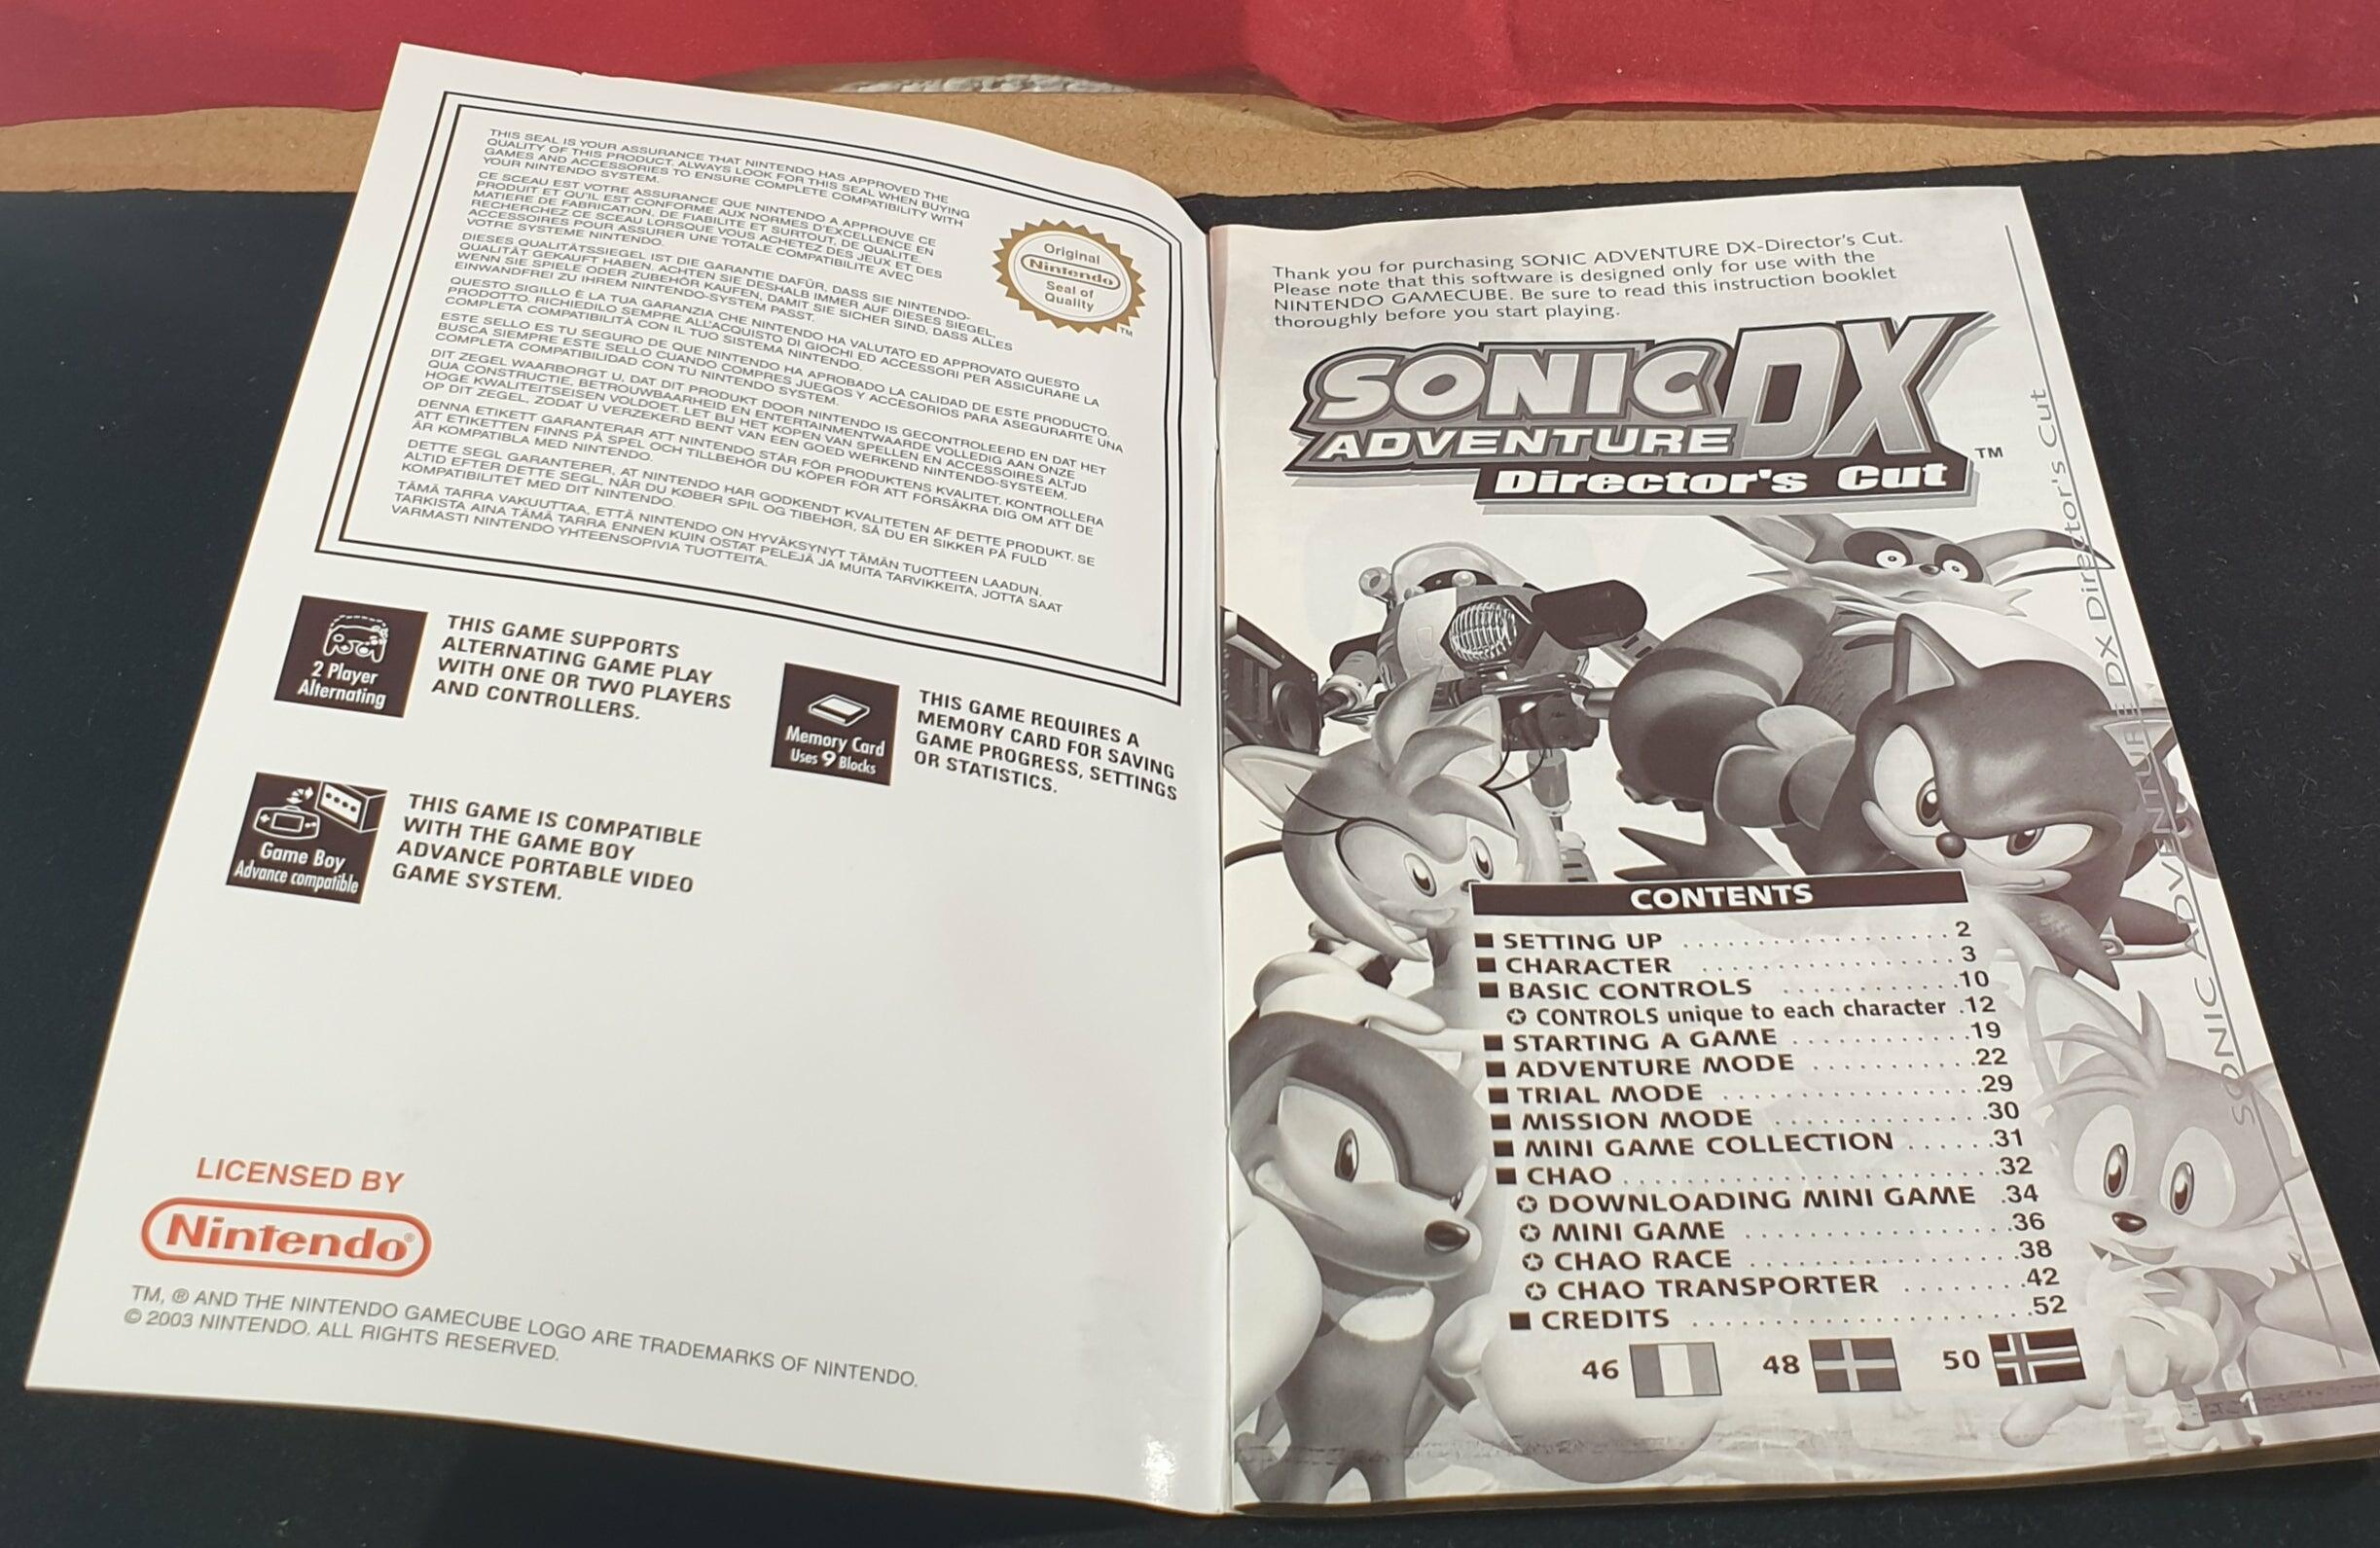 THIS SEAL IS YOUR ASSURANCE THAT NINTENDO HAS APPROVED THE
QUALITY OF THIS PRODUCT. ALWAYS LOOK FOR THIS SEAL WHEN BUYING
GAMES AND ACCESSORIES TO ENSURE COMPLETE COMPATIBILITY WITH
YOUR NINTENDO SYSTEM.
CE SCEAU EST VOTRE ASSURANCE QUE NINTENDO A APPROUVE CE
PRODUIT ET QU'IL EST CONFORME AUX NORMES D'EXCELLENCE EN
MATIERE DE FABRICATION, DE FIABILITE ET SURTOUT, DE QUALITE.
RECHERCHEZ CE SCEAU LORSQUE VOUS ACHETEZ DES JEUX ET DES
ACCESSOIRES POUR ASSURER UNE TOTALE COMPATIBILITE AVEC
VOTRE SYSTEME NINTENDO.
DIESES QUALITÄTSSIEGEL IST DIE GARANTIE DAFÜR, DASS SIE NINTENDO-
QUALITÄT GEKAUFT HABEN. ACHTEN SIE DESHALB IMMER AUF DIESES SIEGEL,
WENN SIE SPIELE ODER ZUBEHÖR KAUFEN, DAMIT SIE SICHER SIND, DASS ALLES
EINWANDFREI ZU IHREM NINTENDO-SYSTEM PASST.
QUESTO SIGILLO È LA TUA GARANZIA CHE NINTENDO HA VALUTATO ED APPROVATO QUESTO
PRODOTTO. RICHIEDILO SEMPRE ALL'ACQUISTO DI GIOCHI ED ACCESSORI PER ASSICURARE LA
COMPLETA COMPATIBILITÀ CON IL TUO SISTEMA NINTENDO.
ESTE SELLO ES TU SEGURO DE QUE NINTENDO HA APROBADO LA CALIDAD DE ESTE PRODUCTO.
BUSCA SIEMPRE ESTE SELLO CUANDO COMPRES JUEGOS Y ACCESORIOS PARA ASEGURARTE UNA
COMPLETA COMPATIBILIDAD CON TU NINTENDO SYSTEM.
DIT ZEGEL WAARBORGT U, DAT DIT PRODUKT DOOR NINTENDO IS GECONTROLEERD EN DAT HET
QUA CONSTRUCTIE, BETROUWBAARHEID EN ENTERTAINMENTWAARDE VOLLEDIG AAN ONZE
HOGE KWALITEITSEISEN VOLDOET. LET BIJ HET KOPEN VAN SPELLEN EN ACCESSOIRES ALTJD
OP DIT ZEGEL, ZODAT U VERZEKERD BENT VAN EEN GOED WERKEND NINTENDO-SYSTEEM.
DENNA ETIKETT GARANTERAR ATT NINTENDO STÅR FÖR PRODUKTENS KVALITET. KONTROLLERA
ATT ETIKETTEN FINNS PÅ SPEL OCH TILLBEHÖR DU KÖPER FÖR ATT FÖRSÄKRA DIG OM ATT DE
ÄR KOMPATIBLA MED NINTENDO.
DETTE SEGL GARANTERER, AT NINTENDO HAR GODKENDT KVALITETEN AF DETTE PRODUKT. SE
ALTID EFTER DETTE SEGL, NÅR DU KØBER SPIL OG TIBEHØR, SÅ DU ER SIKKER PÅ FULD
KOMPATIBILITET MED DIT NINTENDO.
TÄMÄ TARRA VAKUUTTAA, ETTÄ NINTENDO ON HYVÄKSYNYT TÄMÄN TUOTTEEN LAADUN.
TARKISTA AINA TÄMÄ TARRA ENNEN KUIN OSTAT PELEJÄ JA MUITA TARVIKKEITA, JOTTA SAAT
VARMASTI NINTENDO YHTEENSOPIVIA TUOTTEITA.
Original
Nintendo
Seal of
Quality
TM
2 Player
Alternating
THIS GAME SUPPORTS
ALTERNATING GAME PLAY
WITH ONE OR TWO PLAYERS
AND CONTROLLERS.
Memory Card
Uses 9 Blocks
THIS GAME REQUIRES A
MEMORY CARD FOR SAVING
GAME PROGRESS, SETTINGS
OR STATISTICS.
Game Boy
Advance compatible
THIS GAME IS COMPATIBLE
WITH THE GAME BOY
ADVANCE PORTABLE VIDEO
GAME SYSTEM.
LICENSED BY
Nintendo®
TM, ® AND THE NINTENDO GAMECUBE LOGO ARE TRADEMARKS OF NINTENDO.
© 2003 NINTENDO. ALL RIGHTS RESERVED.
Thank you for purchasing SONIC ADVENTURE DX-Director's Cut.
Please note that this software is designed only for use with the
NINTENDO GAMECUBE. Be sure to read this instruction booklet
thoroughly before you start playing.
SONIC DX
ADVENTURE
Director's Cut
TM
CONTENTS
■ SETTING UP . . . . . . . . . . . . . . . . . . 2
■ CHARACTER . . . . . . . . . . . . . . . . . 3
■ BASIC CONTROLS . . . . . . . . . . . .10
✪ CONTROLS unique to each character .12
■ STARTING A GAME . . . . . . . . . . . .19
■ ADVENTURE MODE . . . . . . . . . . .22
■ TRIAL MODE . . . . . . . . . . . . . . . . .29
■ MISSION MODE . . . . . . . . . . . . . .30
■ MINI GAME COLLECTION . . . . . .31
■ CHAO . . . . . . . . . . . . . . . . . . . . . . .32
✪ DOWNLOADING MINI GAME .34
✪ MINI GAME . . . . . . . . . . . . . . . .36
✪ CHAO RACE . . . . . . . . . . . . . . . .38
✪ CHAO TRANSPORTER . . . . . . .42
■ CREDITS . . . . . . . . . . . . . . . . . . . .52
46
48
50
SONIC ADVENTURE DX Director's Cut
1